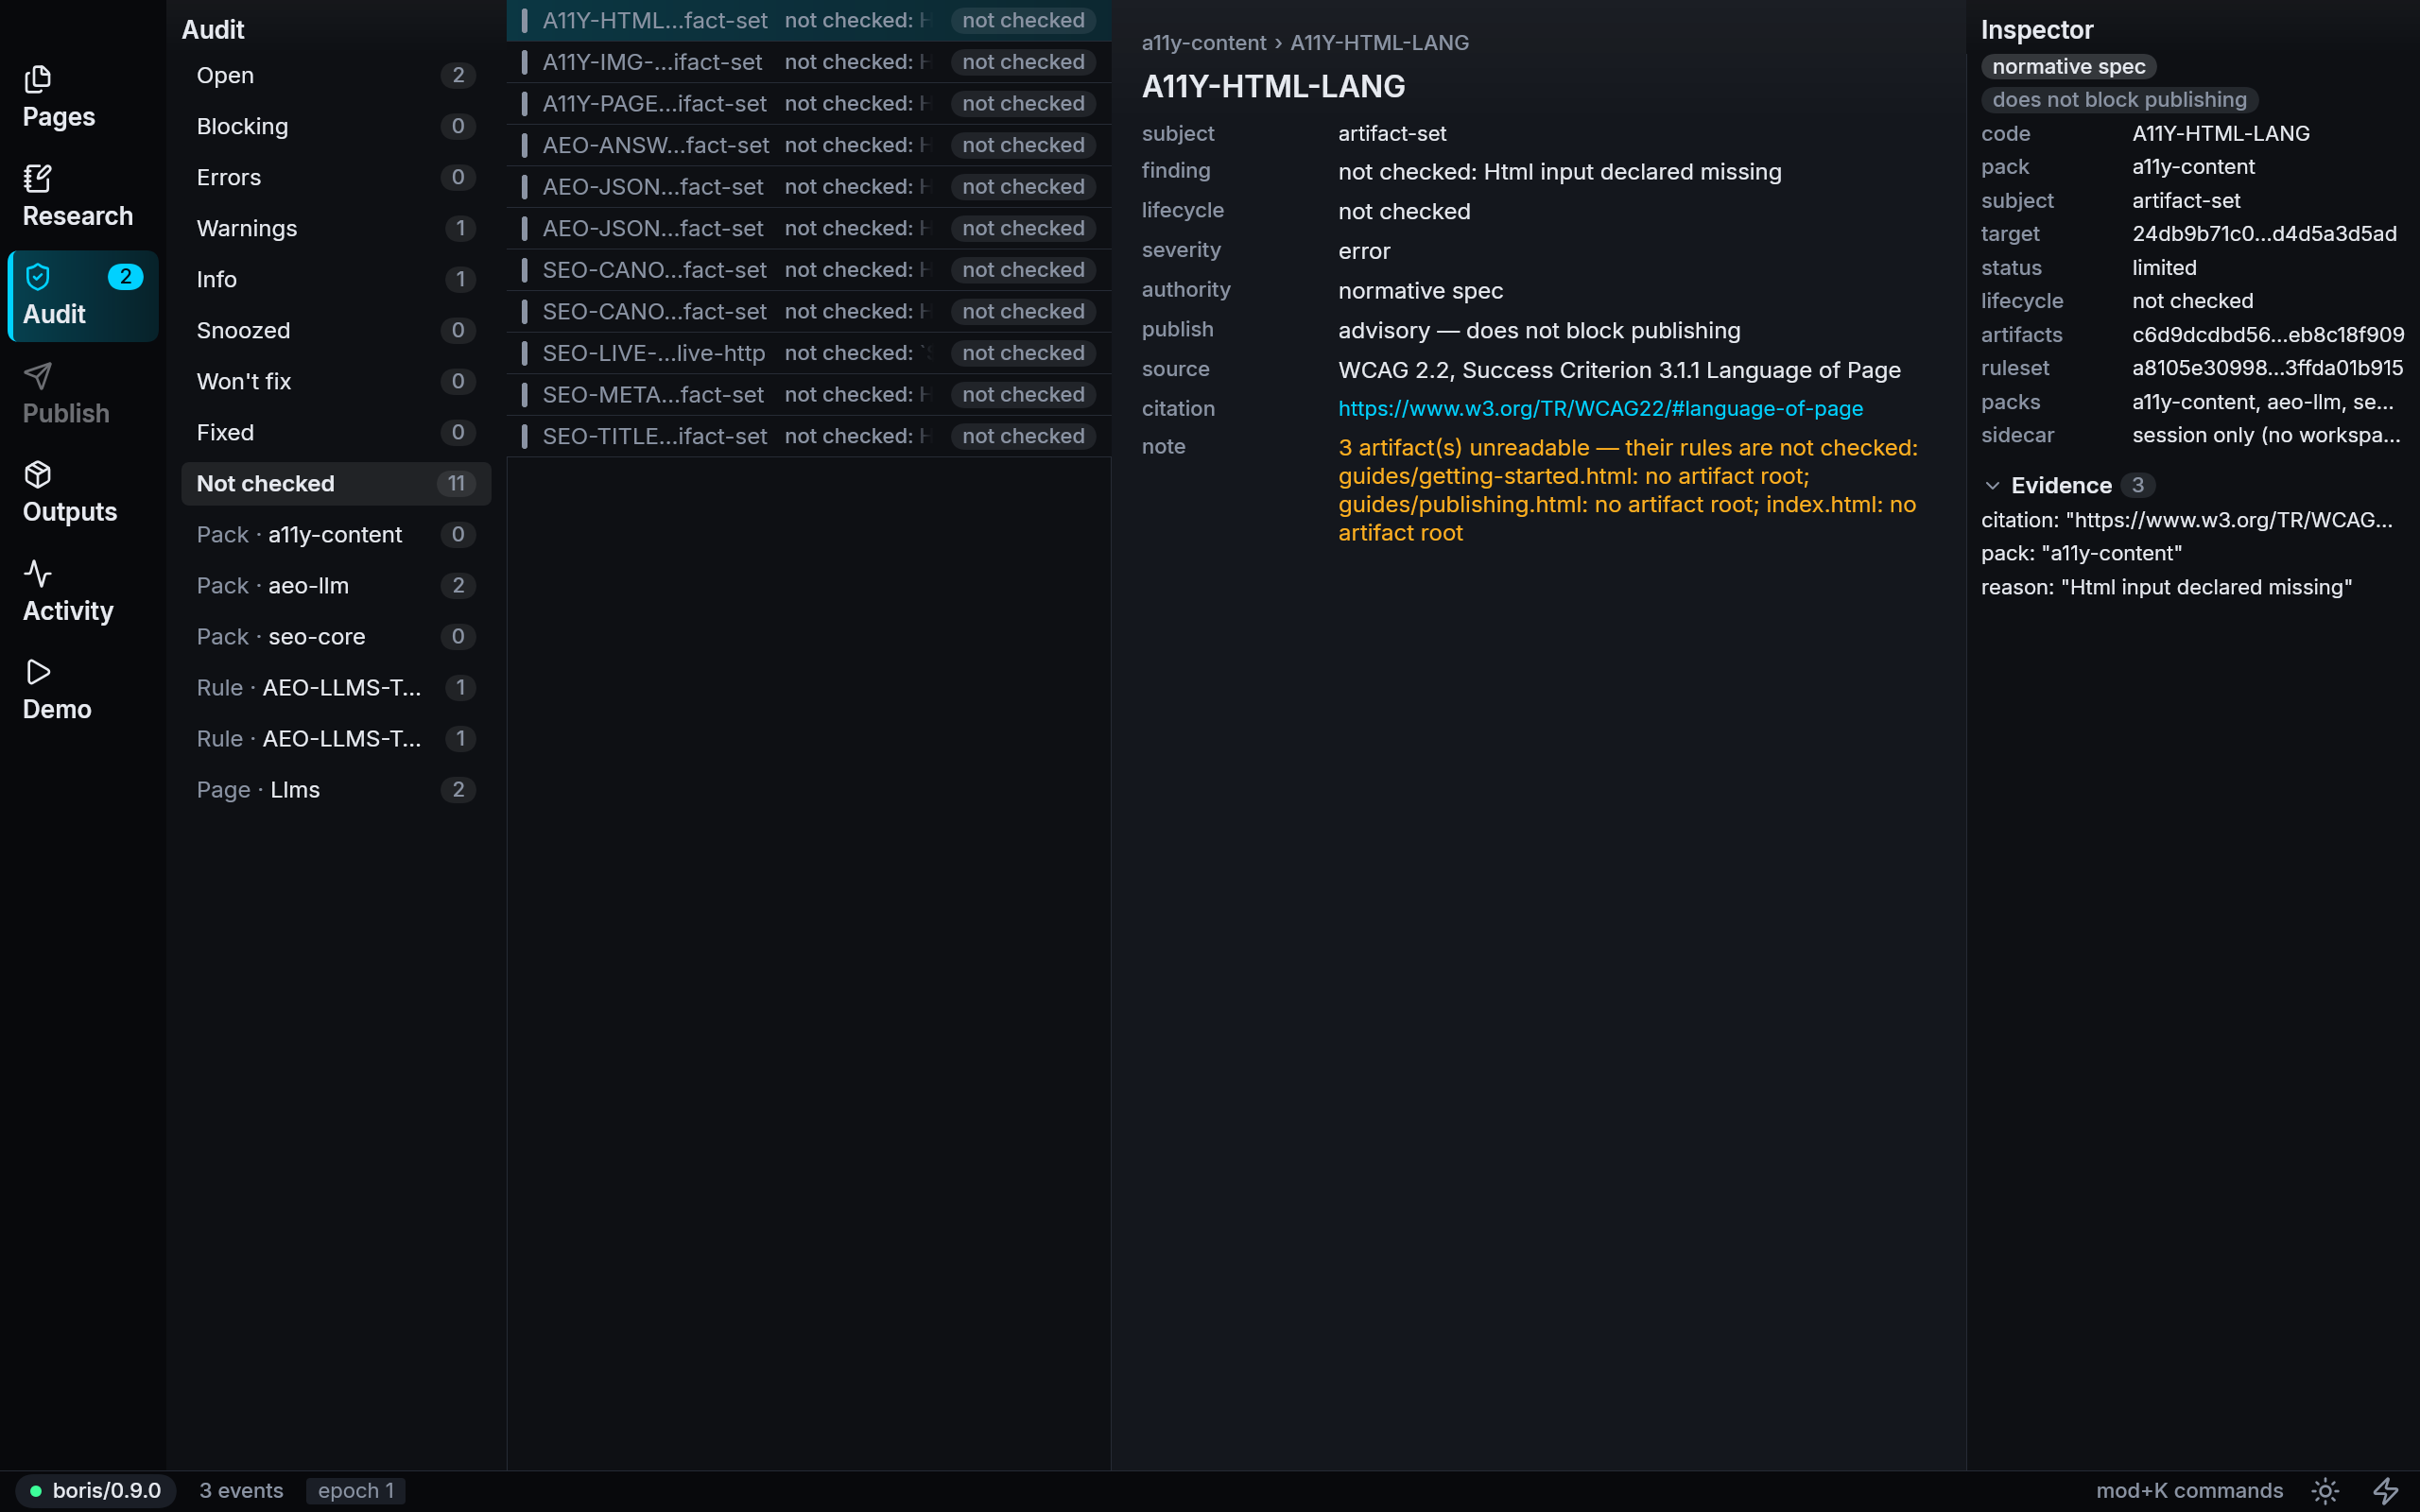 Pages
Research
2
Audit
Publish
Outputs
Activity
Demo
Audit
Open 2
Blocking 0
Errors 0
Warnings 1
Info 1
Snoozed 0
Won't fix 0
Fixed 0
Not checked 11
Pack · a11y-content 0
Pack · aeo-llm 2
Pack · seo-core 0
Rule · AEO-LLMS-T... 1
Rule · AEO-LLMS-T... 1
Page · Llms 2
A11Y-HTML...fact-set not checked: H not checked
A11Y-IMG-...ifact-set not checked: H not checked
A11Y-PAGE...ifact-set not checked: H not checked
AEO-ANSW...fact-set not checked: H not checked
AEO-JSON...fact-set not checked: H not checked
AEO-JSON...fact-set not checked: H not checked
SEO-CANO...fact-set not checked: H not checked
SEO-CANO...fact-set not checked: H not checked
SEO-LIVE-...live-http not checked: ` not checked
SEO-META...fact-set not checked: H not checked
SEO-TITLE...ifact-set not checked: H not checked
a11y-content › A11Y-HTML-LANG
A11Y-HTML-LANG
subject artifact-set
finding not checked: Html input declared missing
lifecycle not checked
severity error
authority normative spec
publish advisory — does not block publishing
source WCAG 2.2, Success Criterion 3.1.1 Language of Page
citation https://www.w3.org/TR/WCAG22/#language-of-page
note 3 artifact(s) unreadable — their rules are not checked:
guides/getting-started.html: no artifact root;
guides/publishing.html: no artifact root; index.html: no
artifact root
Inspector
normative spec
does not block publishing
code A11Y-HTML-LANG
pack a11y-content
subject artifact-set
target 24db9b71c0...d4d5a3d5ad
status limited
lifecycle not checked
artifacts c6d9dcdbd56...eb8c18f909
ruleset a8105e30998...3ffda01b915
packs a11y-content, aeo-llm, se...
sidecar session only (no workspa...
Evidence 3
citation: "https://www.w3.org/TR/WCAG...
pack: "a11y-content"
reason: "Html input declared missing"
boris/0.9.0 3 events epoch 1
mod+K commands